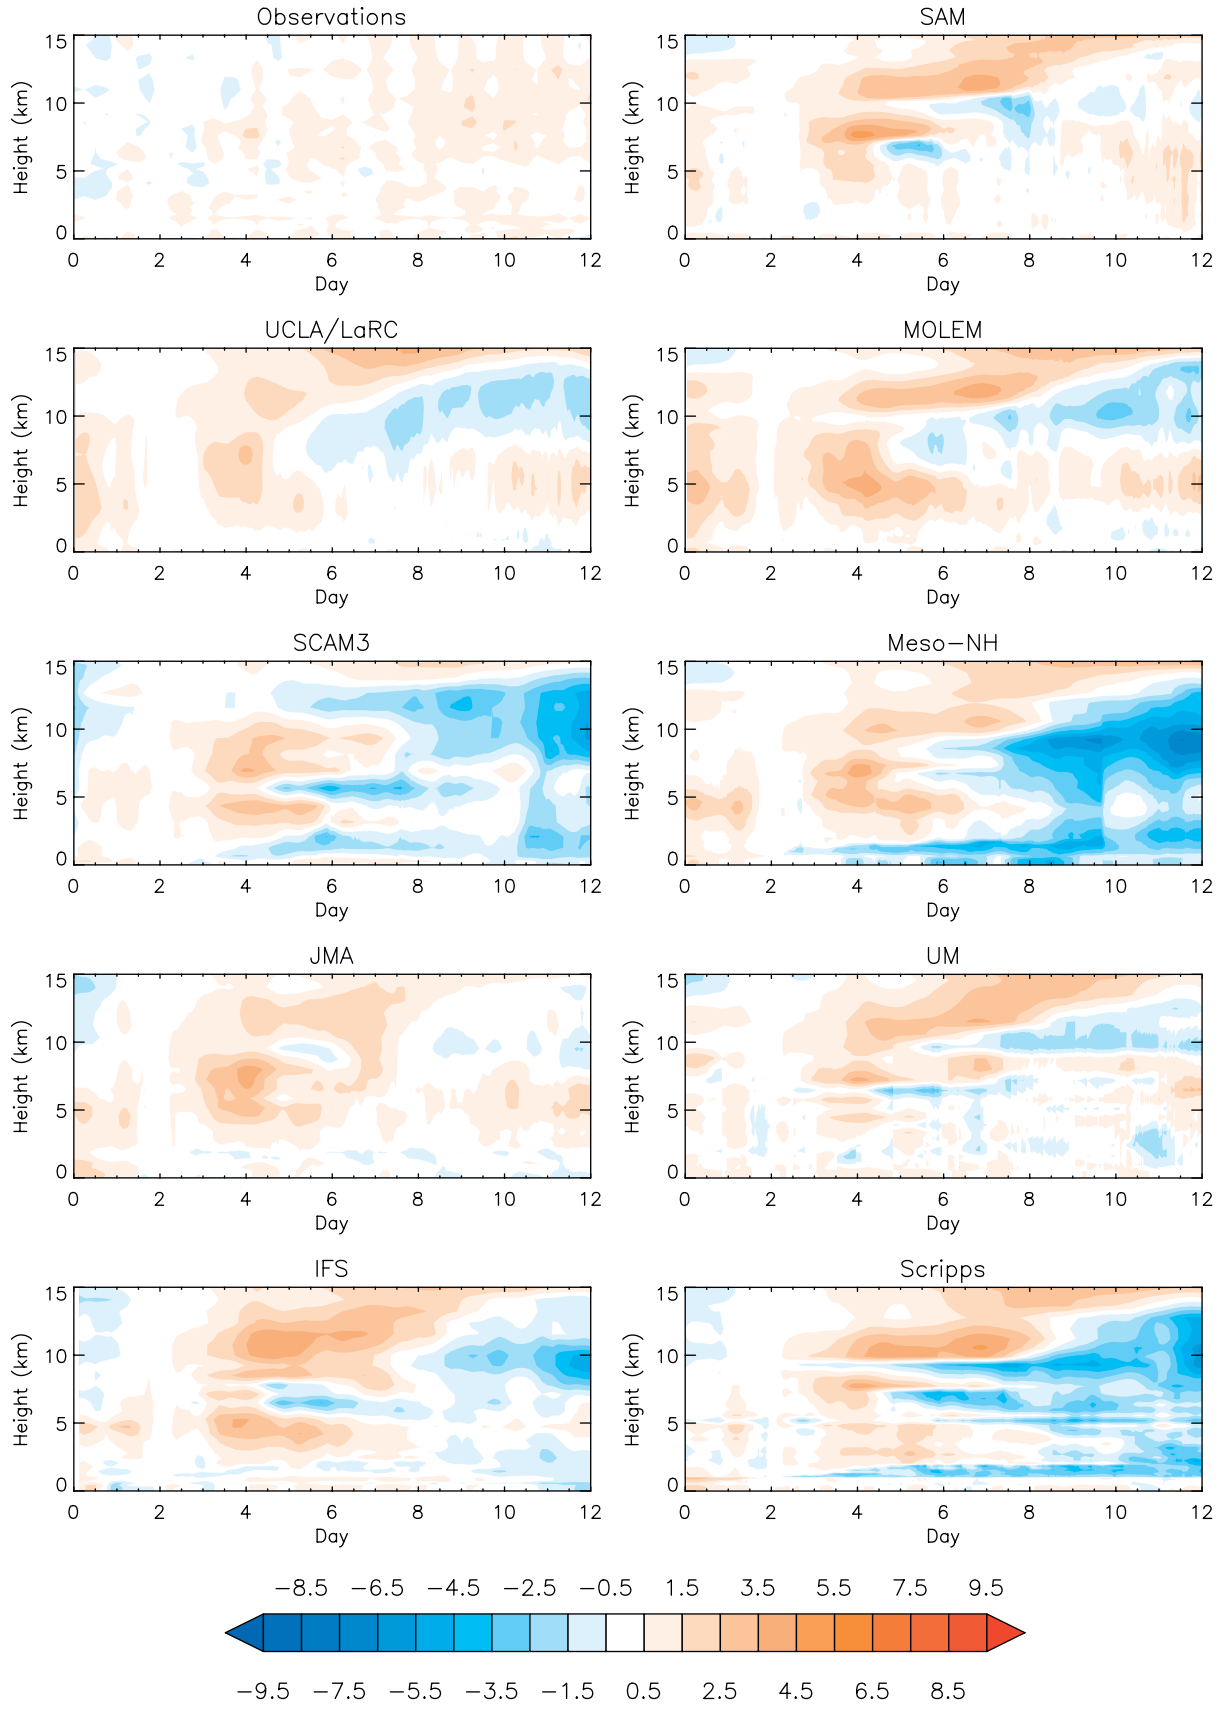 Observations
SAM
15
10
5
0
Height (km)
0 2 4 6 8 10 12
Day
15
10
5
0
Height (km)
0 2 4 6 8 10 12
Day
UCLA/LaRC
MOLEM
15
10
5
0
Height (km)
0 2 4 6 8 10 12
Day
15
10
5
0
Height (km)
0 2 4 6 8 10 12
Day
SCAM3
Meso-NH
15
10
5
0
Height (km)
0 2 4 6 8 10 12
Day
15
10
5
0
Height (km)
0 2 4 6 8 10 12
Day
JMA
UM
15
10
5
0
Height (km)
0 2 4 6 8 10 12
Day
15
10
5
0
Height (km)
0 2 4 6 8 10 12
Day
IFS
Scripps
15
10
5
0
Height (km)
0 2 4 6 8 10 12
Day
15
10
5
0
Height (km)
0 2 4 6 8 10 12
Day
−8.5 −6.5 −4.5 −2.5 −0.5 1.5 3.5 5.5 7.5 9.5
−9.5 −7.5 −5.5 −3.5 −1.5 0.5 2.5 4.5 6.5 8.5